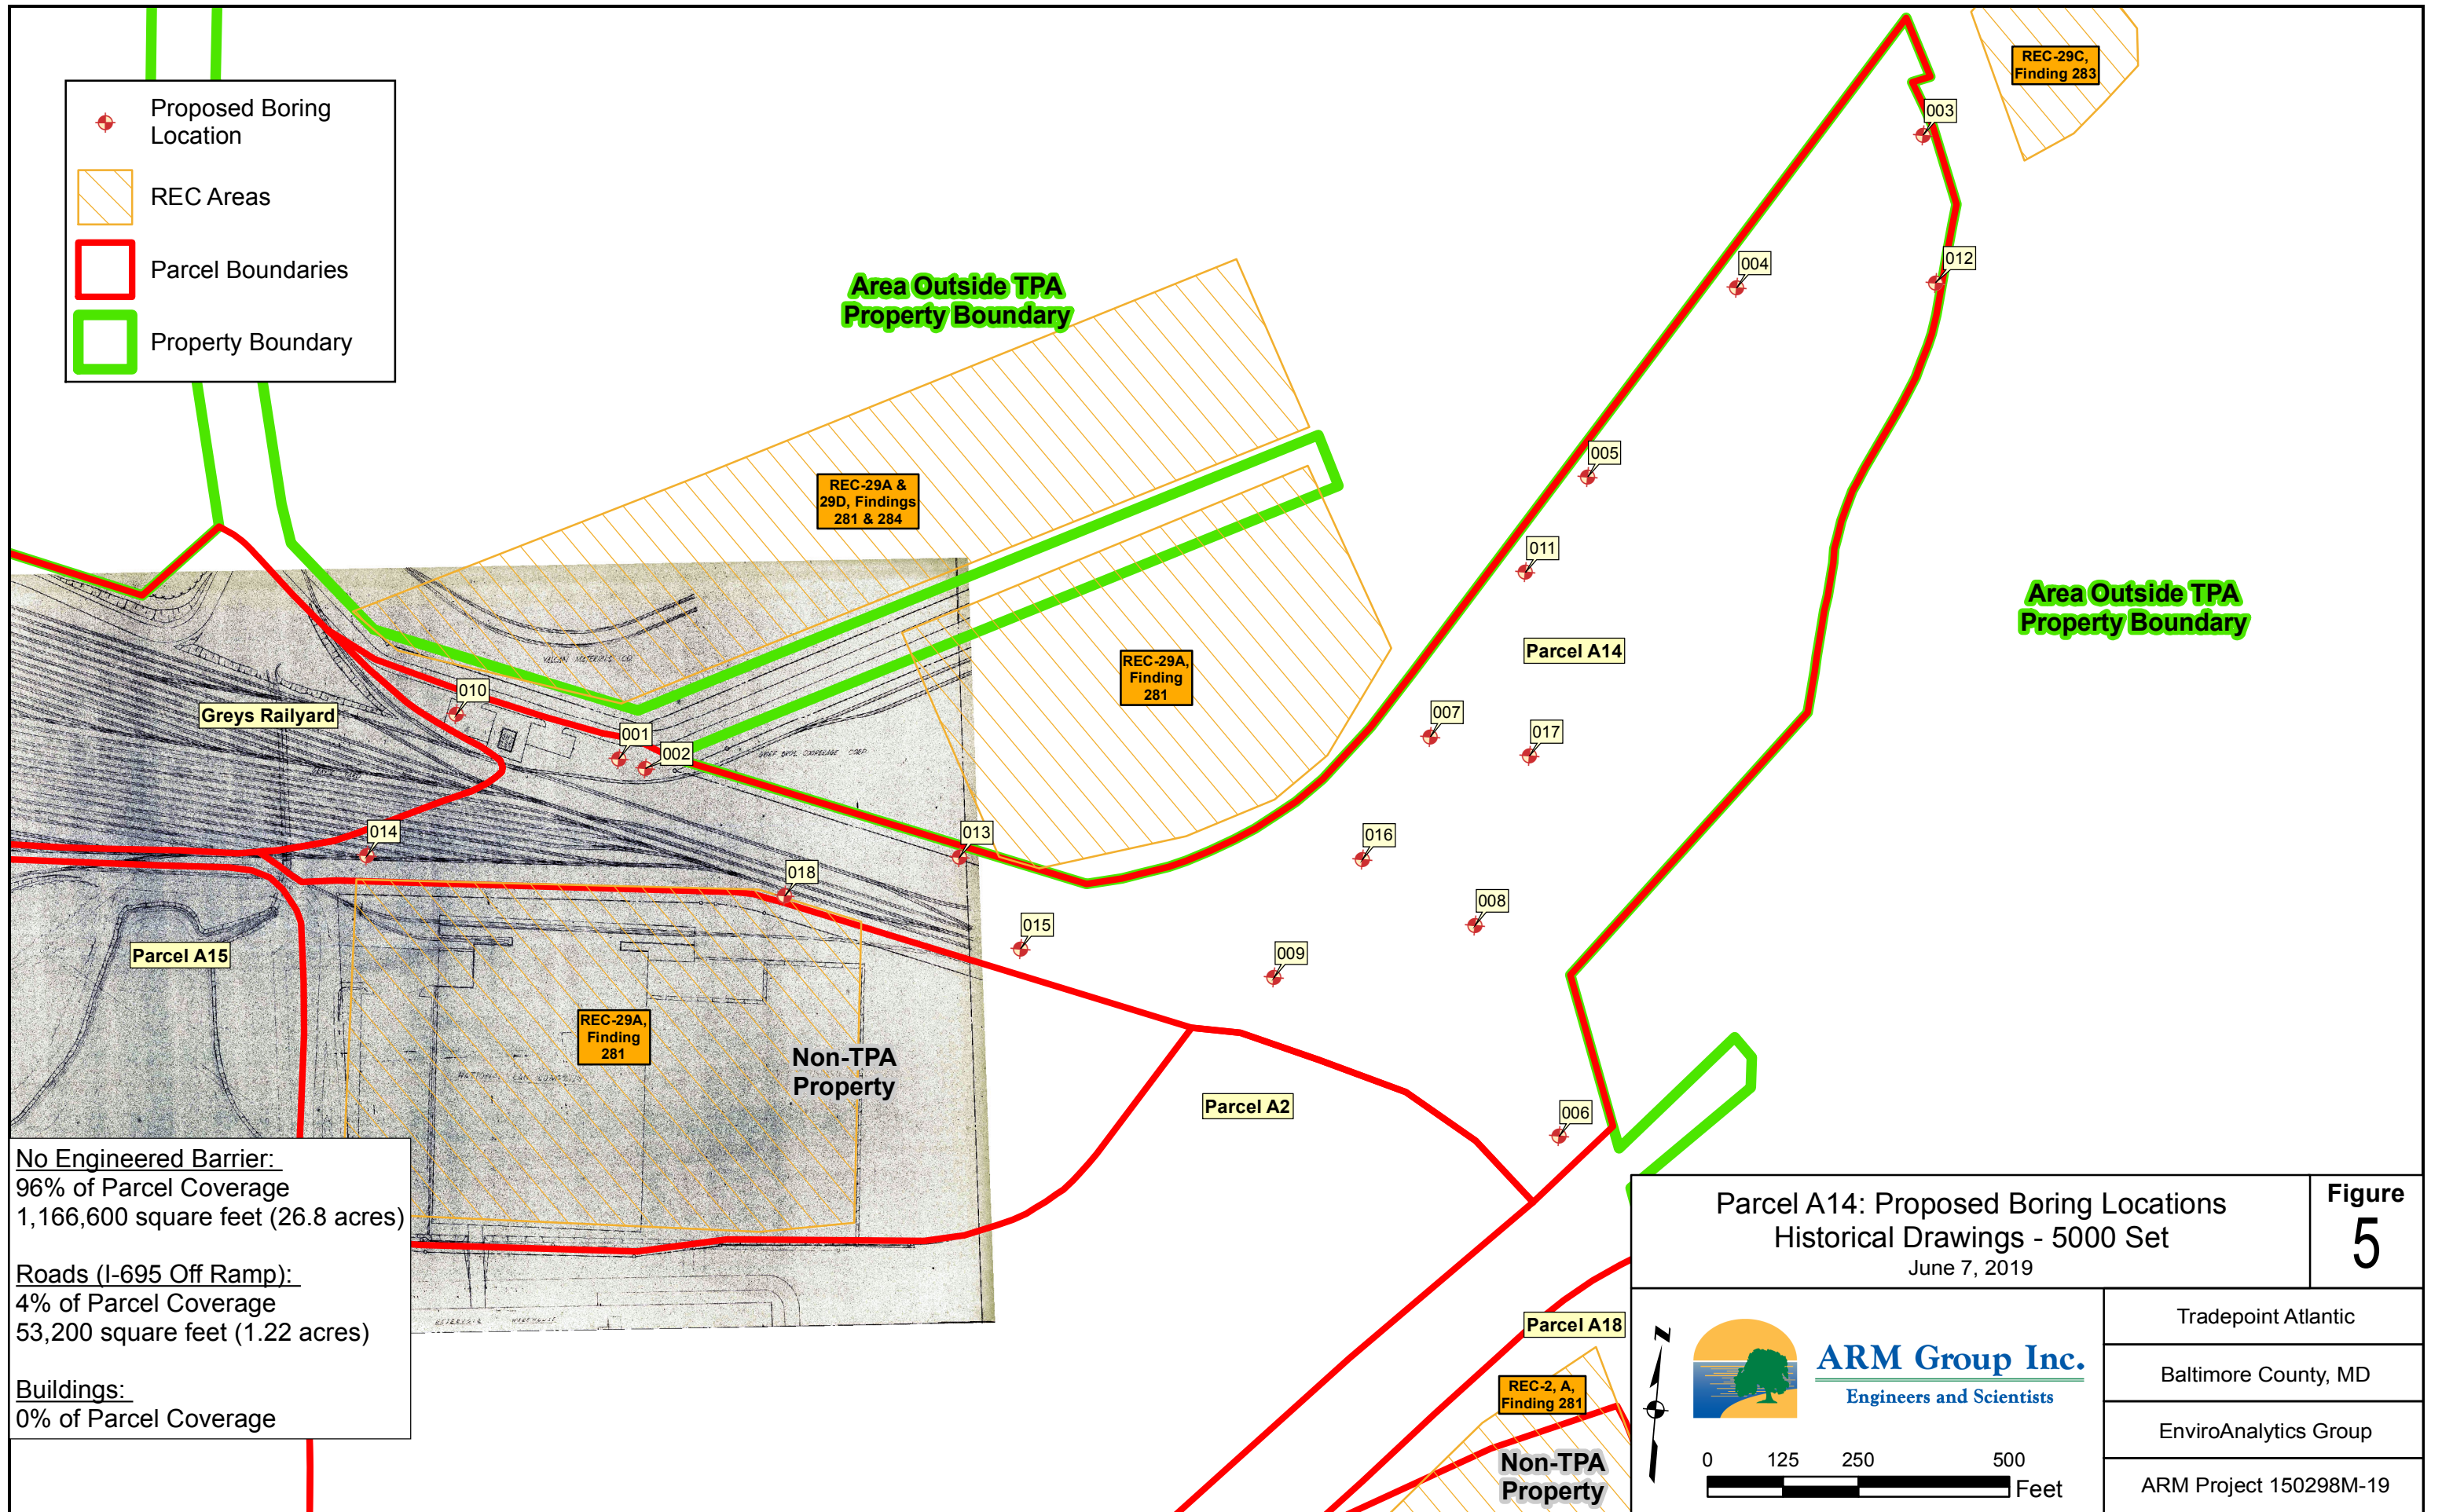 Proposed Boring
Location
REC Areas
Parcel Boundaries
Property Boundary
REC-29C,
Finding 283
003
012
004
Area Outside TPA
Property Boundary
005
REC-29A &
29D, Findings
281 & 284
011
Area Outside TPA
Property Boundary
Parcel A14
VULCAN MATERIALS CO.
REC-29A,
Finding
281
010
Greys Railyard
001
002
007
017
014
013
016
018
008
015
009
Parcel A15
REC-29A,
Finding
281
NATIONAL CAN COMPANY
Non-TPA
Property
Parcel A2
006
No Engineered Barrier:
96% of Parcel Coverage
1,166,600 square feet (26.8 acres)
Roads (I-695 Off Ramp):
4% of Parcel Coverage
53,200 square feet (1.22 acres)
Buildings:
0% of Parcel Coverage
Parcel A18
REC-2, A,
Finding 281
Non-TPA
Property
Parcel A14: Proposed Boring Locations
Historical Drawings - 5000 Set
June 7, 2019
Figure
5
N
ARM Group Inc.
Engineers and Scientists
0 125 250 500
Feet
Tradepoint Atlantic
Baltimore County, MD
EnviroAnalytics Group
ARM Project 150298M-19